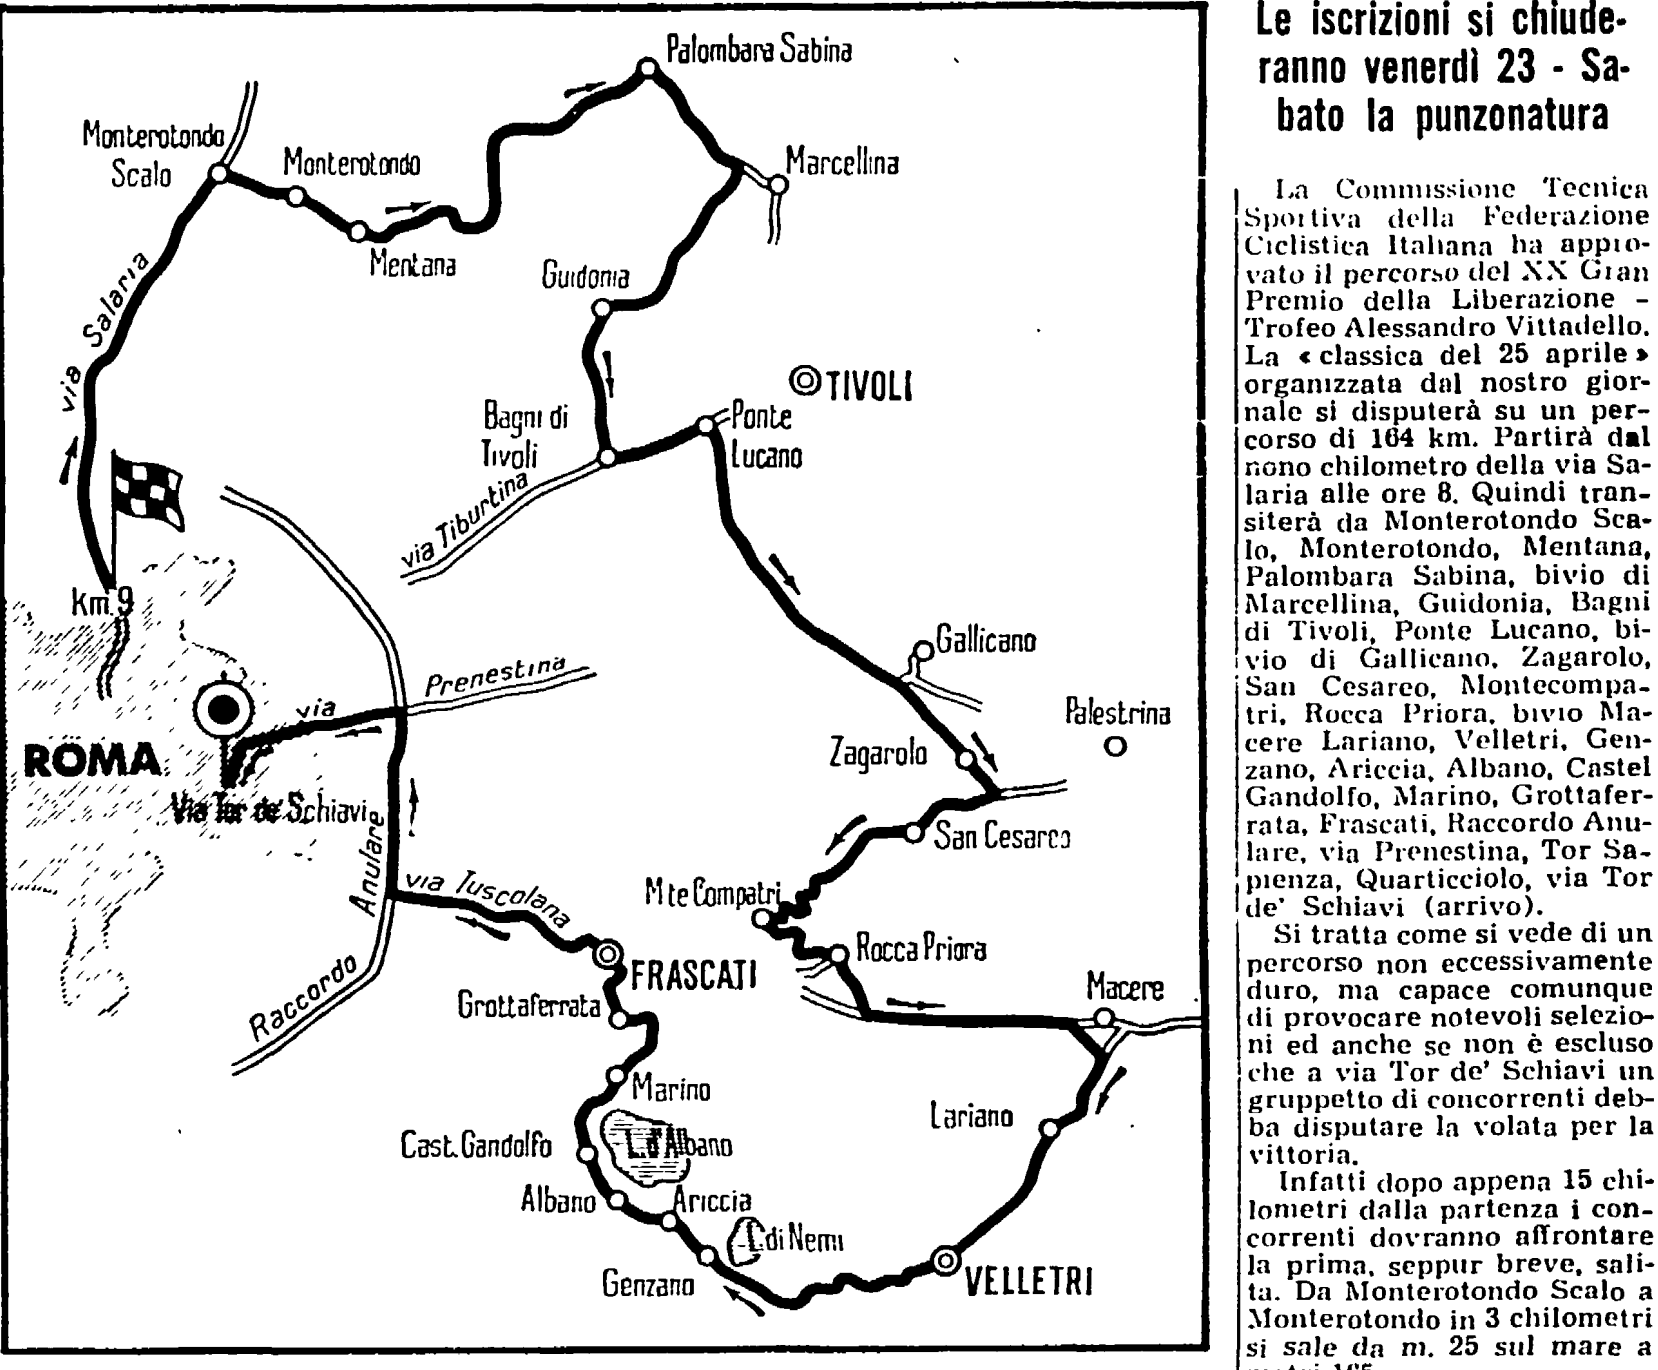 Palombara Sabina
Monterotondo
Scalo
Monterotondo
Marcellina
Mentana
Guidonia
via Salaria
TIVOLI
Bagni di
Tivoli
Ponte
Lucano
via Tiburtina
km. 9
Gallicano
via Prenestina
Palestrina
Zagarolo
ROMA
Via Tor de' Schiavi
San Cesareo
Raccordo Anulare
via Tuscolana
M te Compatri
Rocca Priora
FRASCATI
Macere
Grottaferrata
Marino
Lariano
L. d'Albano
Cast. Gandolfo
Albano
Ariccia
L. di Nemi
Genzano
VELLETRI
Le iscrizioni si chiude-
ranno venerdì 23 - Sa-
bato la punzonatura
La Commissione Tecnica
Sportiva della Federazione
Ciclistica Italiana ha appro-
vato il percorso del XX Gran
Premio della Liberazione -
Trofeo Alessandro Vittadello.
La « classica del 25 aprile »
organizzata dal nostro gior-
nale si disputerà su un per-
corso di 164 km. Partirà dal
nono chilometro della via Sa-
laria alle ore 8. Quindi tran-
siterà da Monterotondo Sca-
lo, Monterotondo, Mentana,
Palombara Sabina, bivio di
Marcellina, Guidonia, Bagni
di Tivoli, Ponte Lucano, bi-
vio di Gallicano, Zagarolo,
San Cesareo, Montecompa-
tri, Rocca Priora, bivio Ma-
cere Lariano, Velletri, Gen-
zano, Ariccia, Albano, Castel
Gandolfo, Marino, Grottafer-
rata, Frascati, Raccordo Anu-
lare, via Prenestina, Tor Sa-
pienza, Quarticciolo, via Tor
de' Schiavi (arrivo).
Si tratta come si vede di un
percorso non eccessivamente
duro, ma capace comunque
di provocare notevoli selezio-
ni ed anche se non è escluso
che a via Tor de' Schiavi un
gruppetto di concorrenti deb-
ba disputare la volata per la
vittoria.
Infatti dopo appena 15 chi-
lometri dalla partenza i con-
correnti dovranno affrontare
la prima, seppur breve, sali-
ta. Da Monterotondo Scalo a
Monterotondo in 3 chilometri
si sale da m. 25 sul mare a